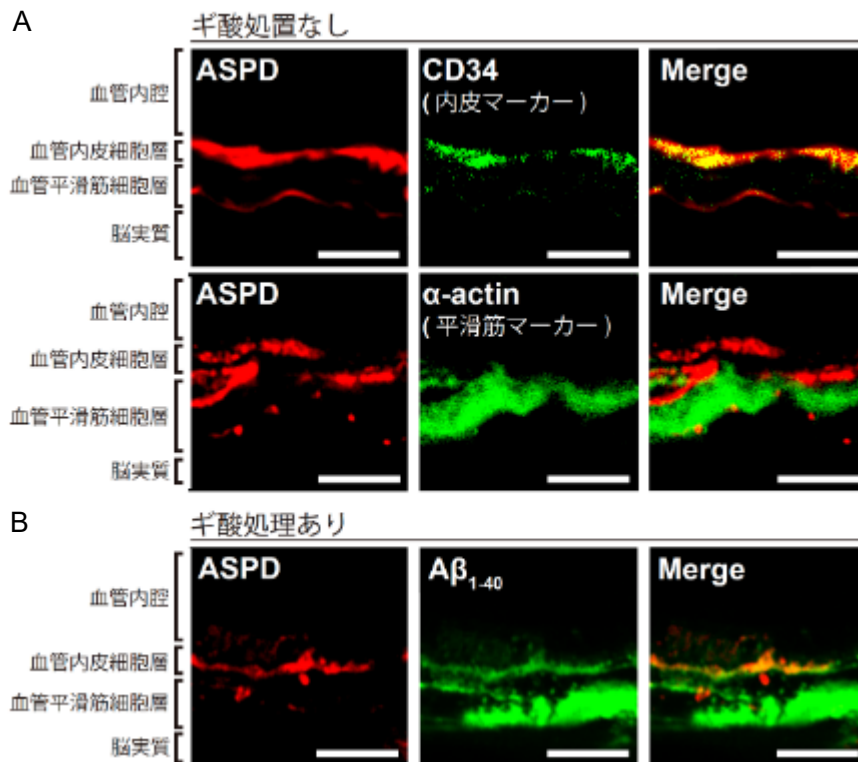 A
ギ酸処置なし
ASPD
CD34
(内皮マーカー)
Merge
血管内腔
血管内皮細胞層
血管平滑筋細胞層
脳実質
ASPD
α-actin
(平滑筋マーカー)
Merge
血管内腔
血管内皮細胞層
血管平滑筋細胞層
脳実質
B
ギ酸処理あり
ASPD
Aβ1-40
Merge
血管内腔
血管内皮細胞層
血管平滑筋細胞層
脳実質